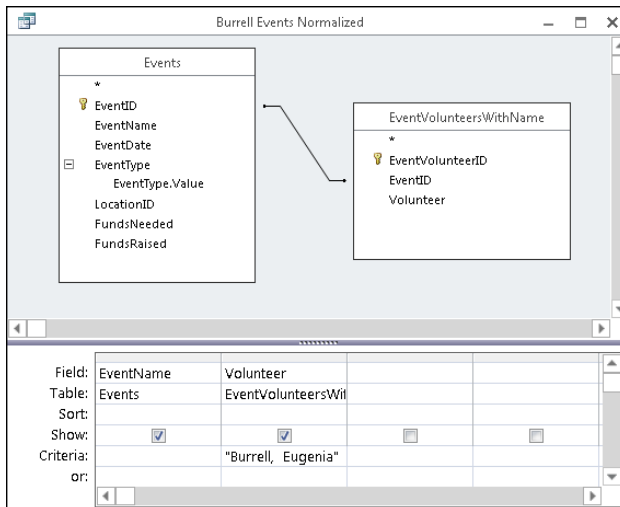 Burrell Events Normalized
Events
*
EventID
EventName
EventDate
EventType
EventType.Value
LocationID
FundsNeeded
FundsRaised
EventVolunteersWithName
*
EventVolunteerID
EventID
Volunteer
Field: EventName Volunteer
Table: Events EventVolunteersWit
Sort:
Show:
Criteria: "Burrell, Eugenia"
or: